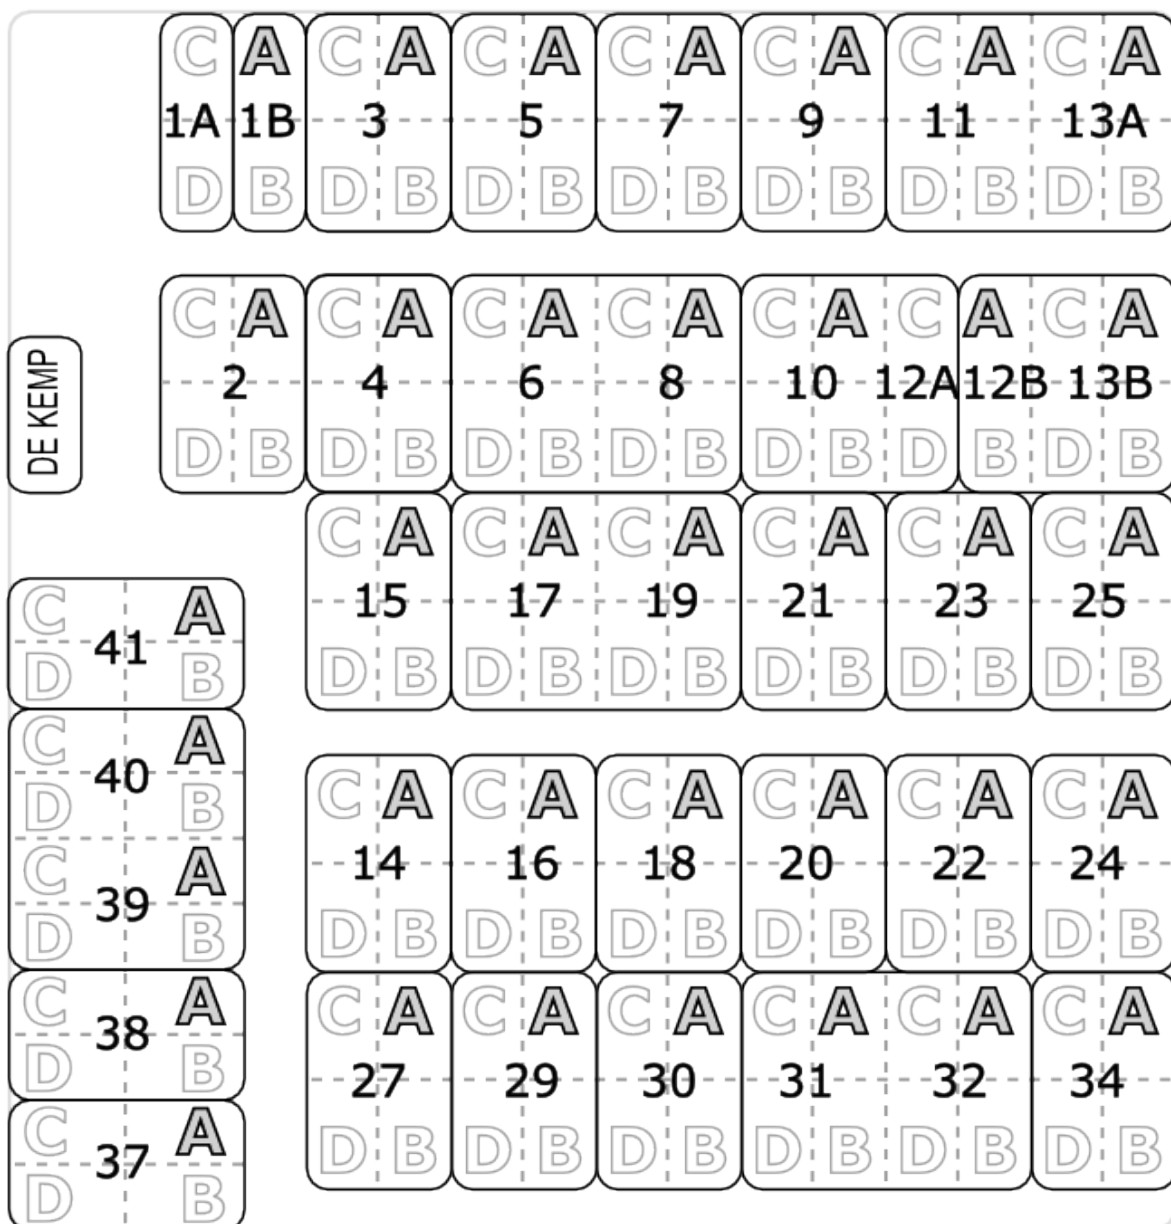 C A C A C A C A C A C A C A
1A 1B 3 5 7 9 11 13A
D B D B D B D B D B D B D B
C A C A C A C A C A C A C A
DE KEMP
2 4 6 8 10 12A 12B 13B
D B D B D B D B D B D B D B
C A C A C A C A C A C A
15 17 19 21 23 25
D B D B D B D B D B D B
C A
41
D B
C A
40
D B
C A
39
D B
C A
38
D B
C A
37
D B
C A C A C A C A C A C A
14 16 18 20 22 24
D B D B D B D B D B D B
C A C A C A C A C A C A
27 29 30 31 32 34
D B D B D B D B D B D B